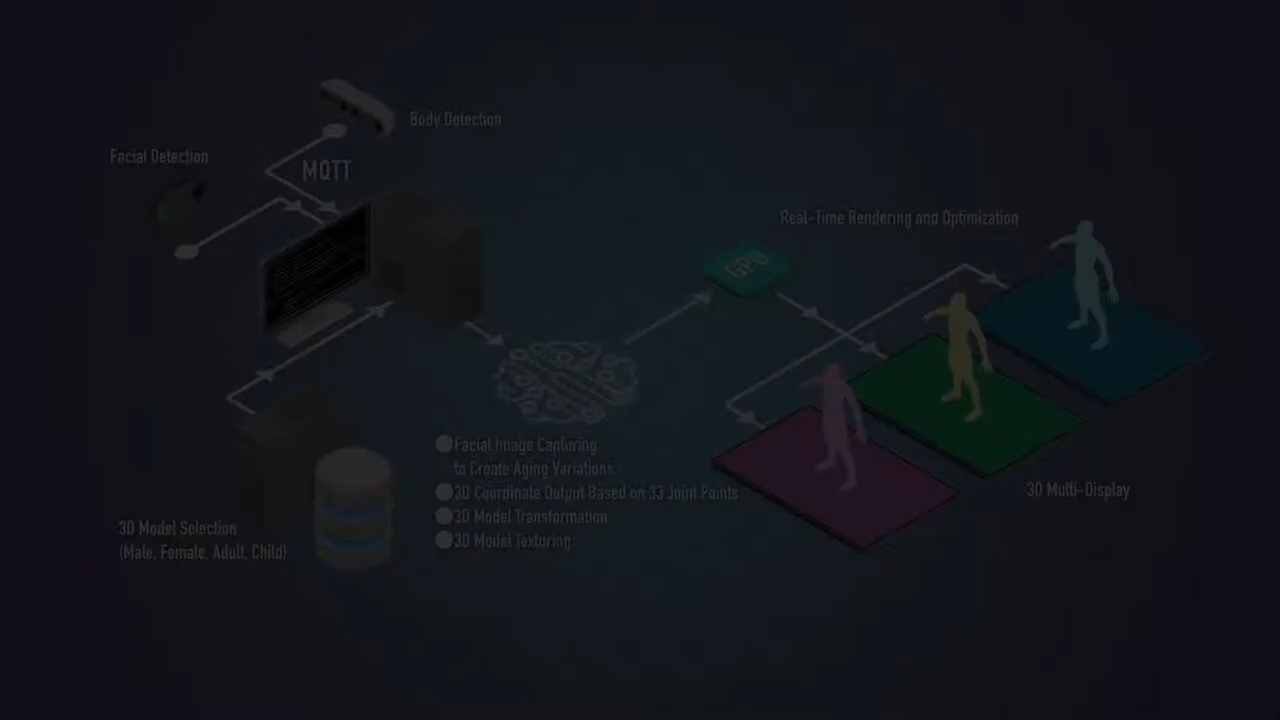 Body Detection
Facial Detection
MQTT
Real-Time Rendering and Optimization
GPU
Facial Image Capturing
to Create Aging Variations
3D Coordinate Output Based on 33 Joint Points
3D Model Transformation
3D Model Texturing
3D Multi-Display
3D Model Selection
(Male, Female, Adult, Child)